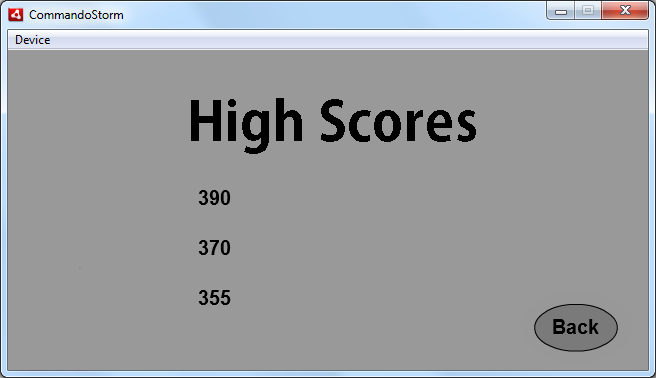 CommandoStorm
Device
High Scores
390
370
355
Back